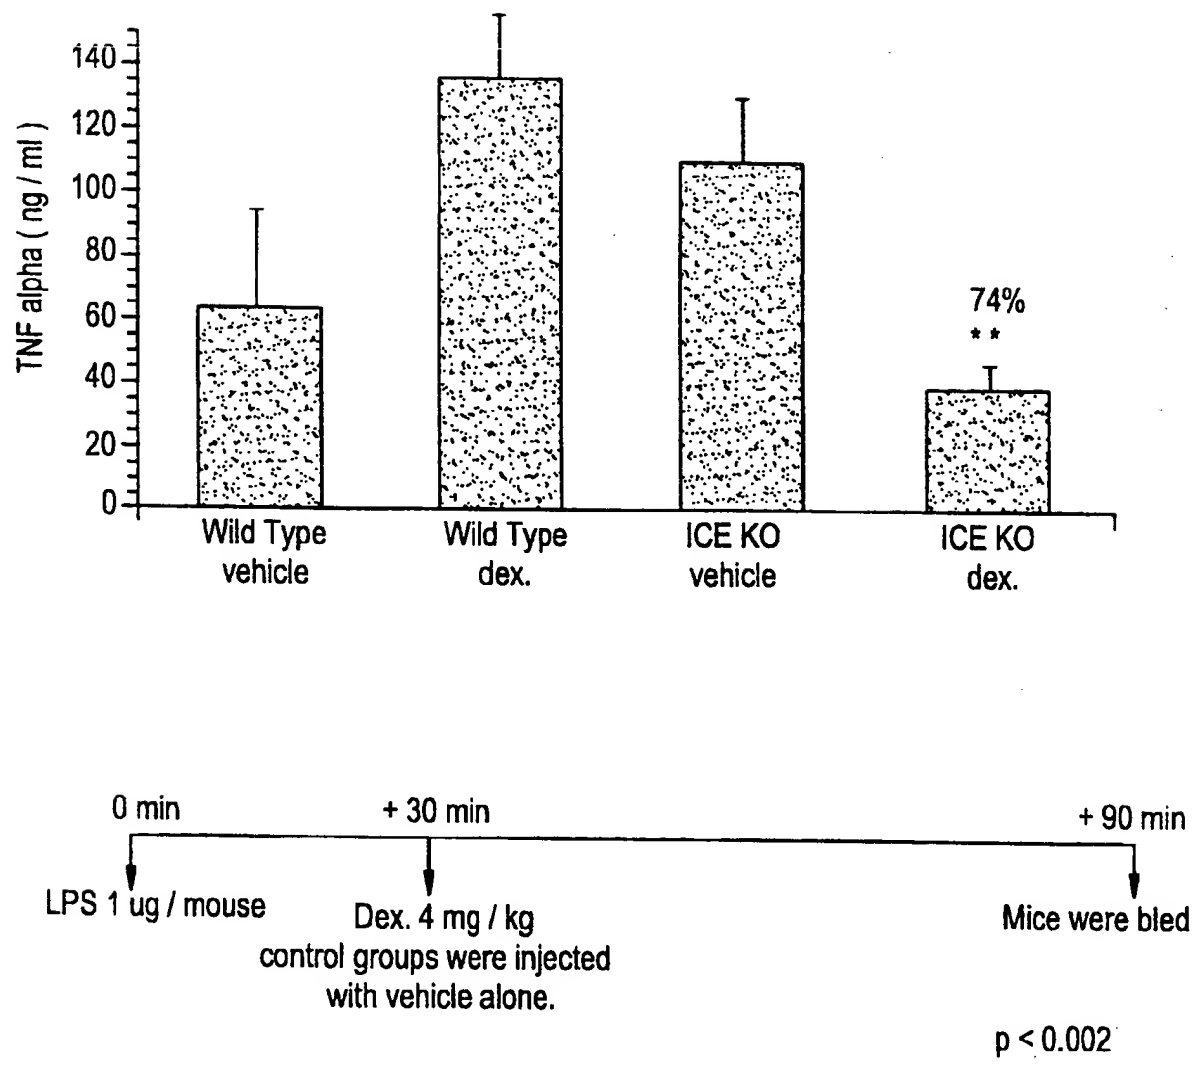 TNF alpha ( ng / ml )
140
120
100
80
60
40
20
0
74%
**
Wild Type
vehicle
Wild Type
dex.
ICE KO
vehicle
ICE KO
dex.
0 min
+ 30 min
+ 90 min
LPS 1 ug / mouse
Dex. 4 mg / kg
control groups were injected
with vehicle alone.
Mice were bled
p < 0.002